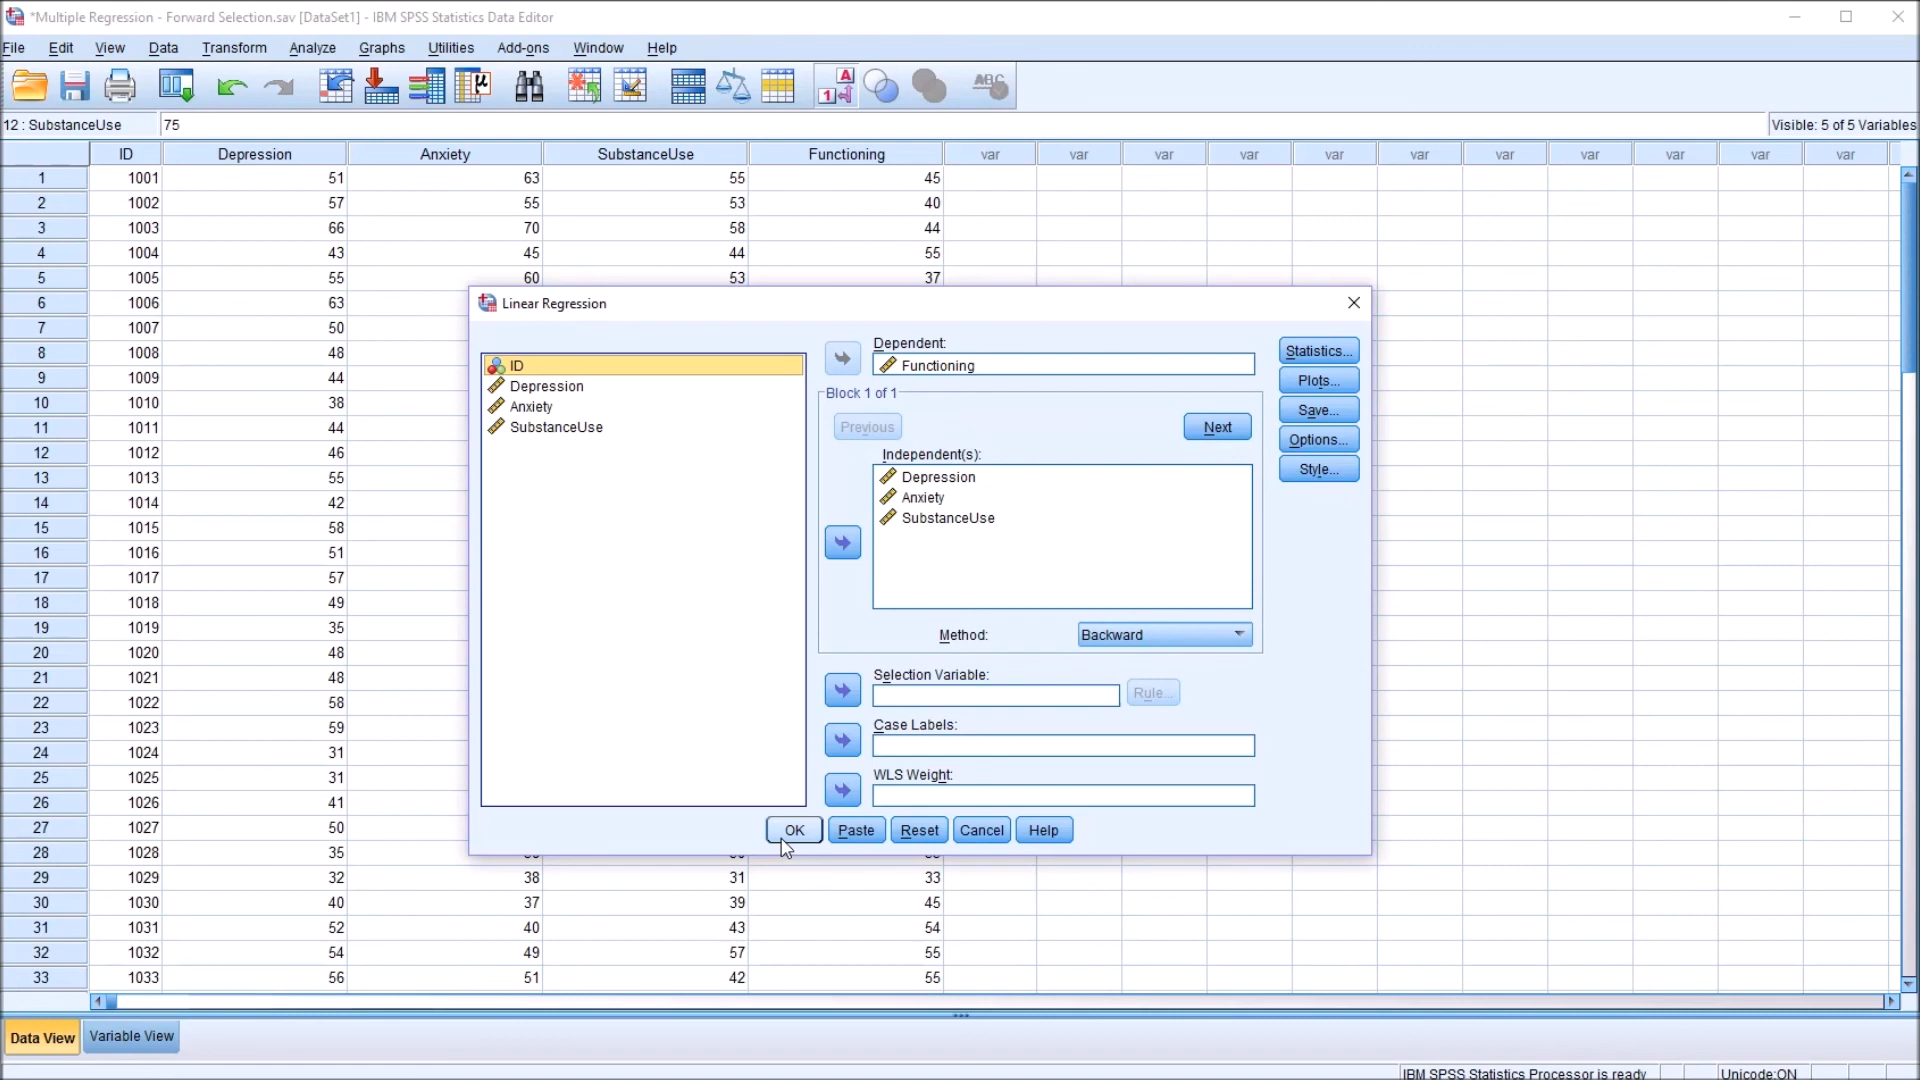 *Multiple Regression - Forward Selection.sav [DataSet1] - IBM SPSS Statistics Data Editor
File Edit View Data Transform Analyze Graphs Utilities Add-ons Window Help
12 : SubstanceUse 75 Visible: 5 of 5 Variables
ID Depression Anxiety SubstanceUse Functioning var var var var var var var var var var var
1 1001 51 63 55 45
2 1002 57 55 53 40
3 1003 66 70 58 44
4 1004 43 45 44 55
5 1005 55 60 53 37
6 1006 63
7 1007 50
8 1008 48
9 1009 44
10 1010 38
11 1011 44
12 1012 46
13 1013 55
14 1014 42
15 1015 58
16 1016 51
17 1017 57
18 1018 49
19 1019 35
20 1020 48
21 1021 48
22 1022 58
23 1023 59
24 1024 31
25 1025 31
26 1026 41
27 1027 50
28 1028 35
29 1029 32 38 31 33
30 1030 40 37 39 45
31 1031 52 40 43 54
32 1032 54 49 57 55
33 1033 56 51 42 55
Linear Regression
ID
Depression
Anxiety
SubstanceUse
Dependent:
Functioning
Block 1 of 1
Previous Next
Independent(s):
Depression
Anxiety
SubstanceUse
Method: Backward
Selection Variable:
Rule...
Case Labels:
WLS Weight:
Statistics...
Plots...
Save...
Options...
Style...
OK Paste Reset Cancel Help
Data View Variable View
IBM SPSS Statistics Processor is ready Unicode:ON